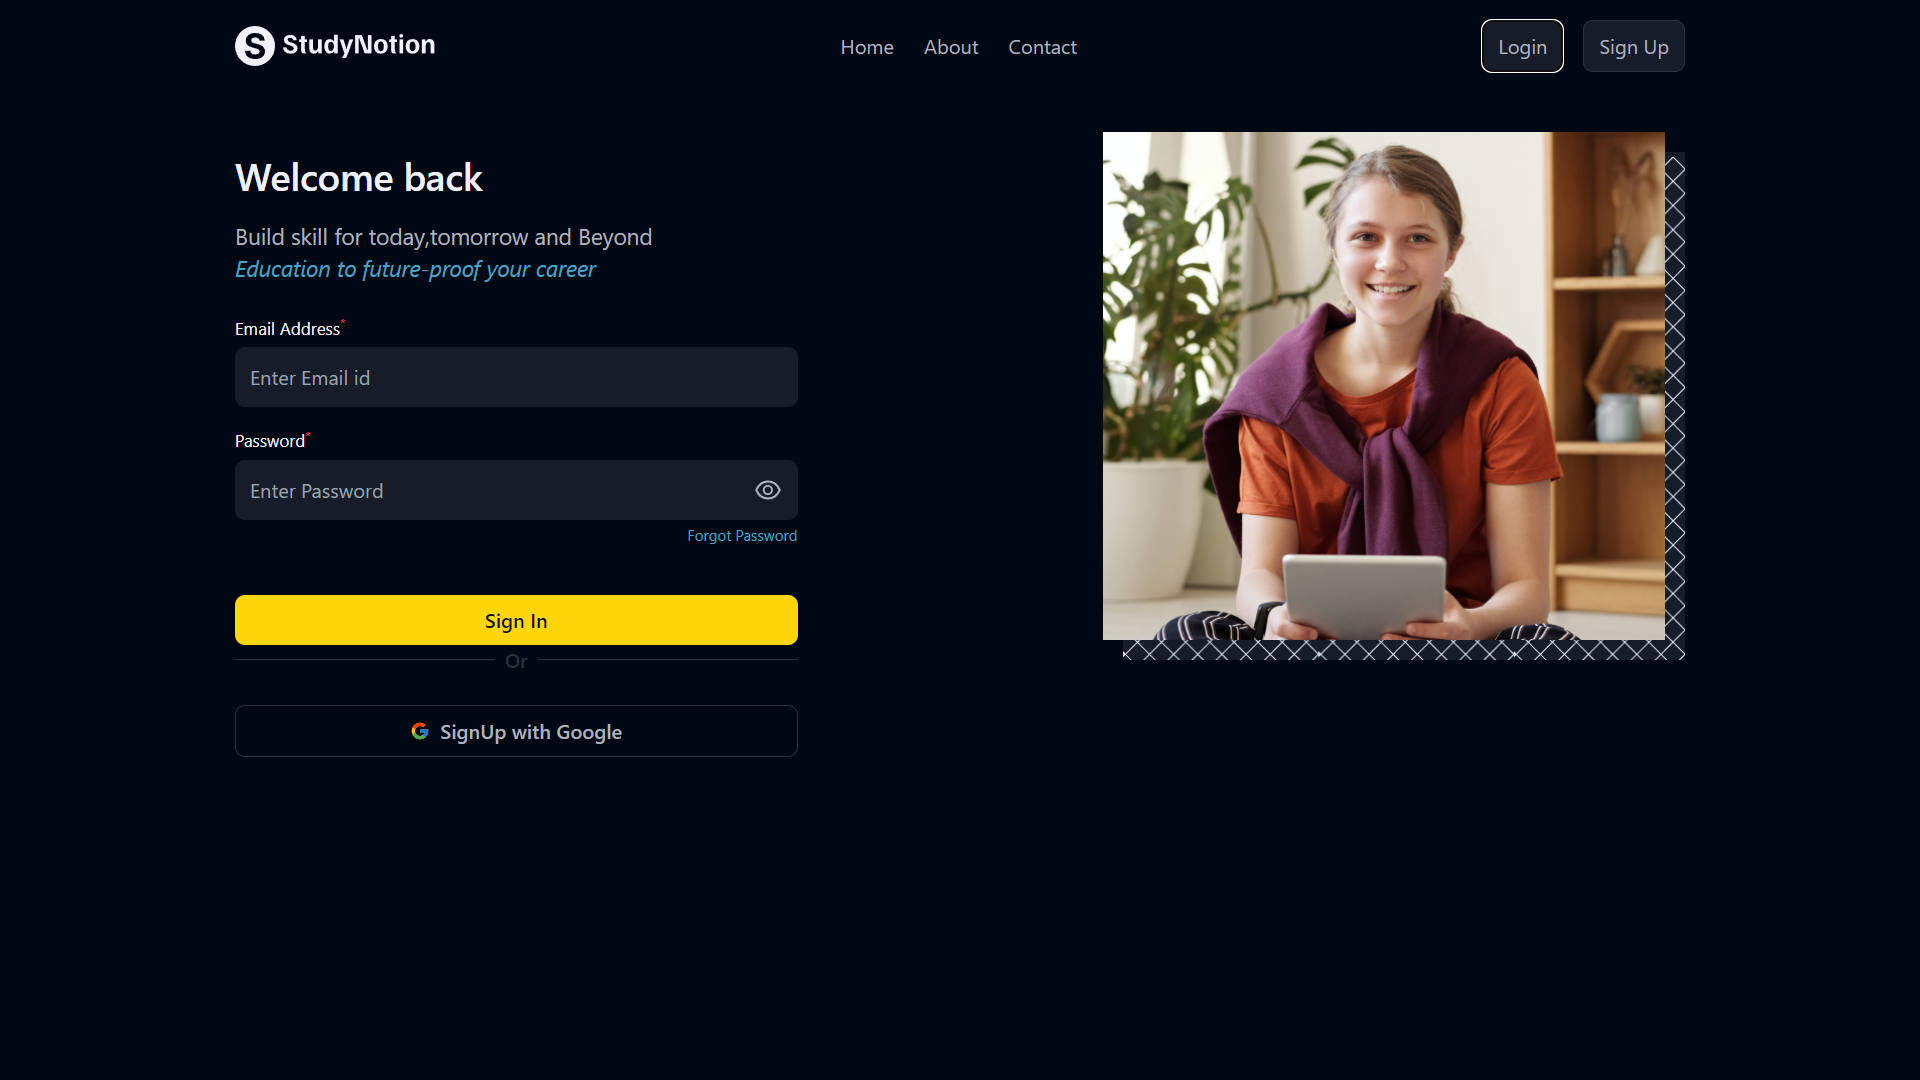 StudyNotion
Home About Contact
Login Sign Up
Welcome back
Build skill for today,tomorrow and Beyond
Education to future-proof your career
Email Address*
Enter Email id
Password*
Enter Password
Forgot Password
Sign In
Or
SignUp with Google